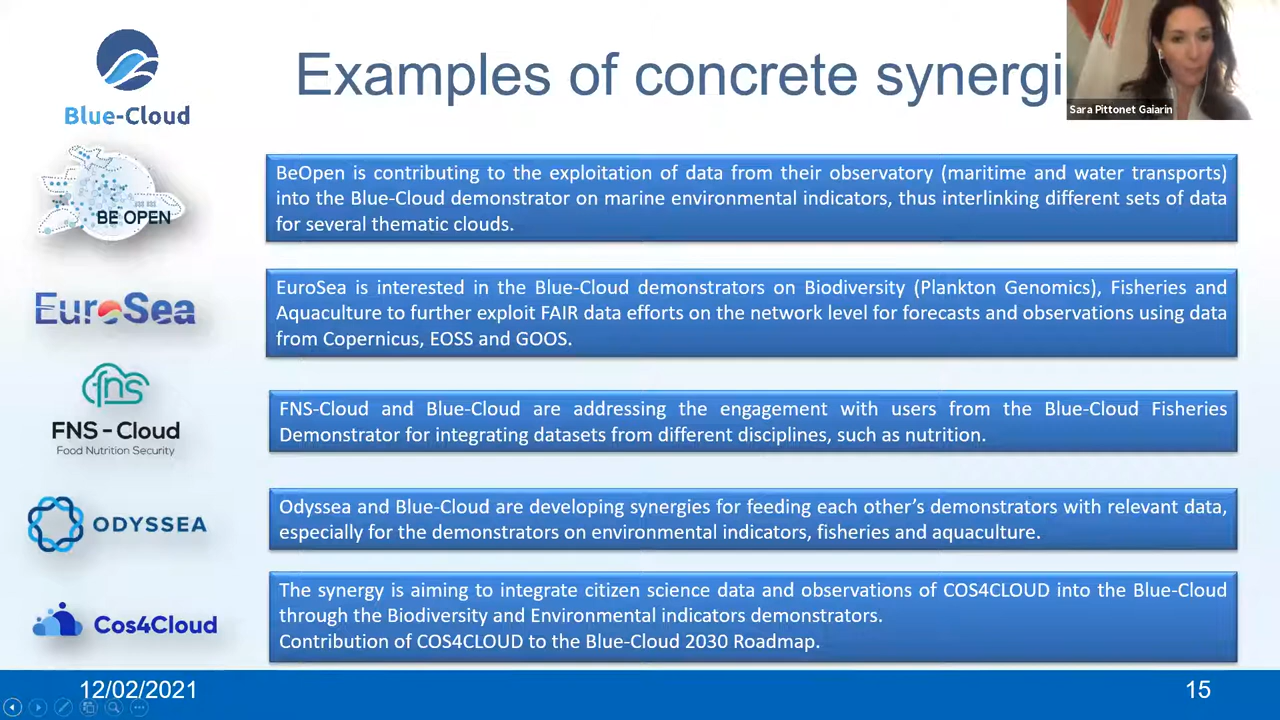 Blue-Cloud
Examples of concrete synergi
Sara Pittonet Gaiarin
BE OPEN
BeOpen is contributing to the exploitation of data from their observatory (maritime and water transports)
into the Blue-Cloud demonstrator on marine environmental indicators, thus interlinking different sets of data
for several thematic clouds.
EuroSea
EuroSea is interested in the Blue-Cloud demonstrators on Biodiversity (Plankton Genomics), Fisheries and
Aquaculture to further exploit FAIR data efforts on the network level for forecasts and observations using data
from Copernicus, EOSS and GOOS.
fns
FNS - Cloud
Food Nutrition Security
FNS-Cloud and Blue-Cloud are addressing the engagement with users from the Blue-Cloud Fisheries
Demonstrator for integrating datasets from different disciplines, such as nutrition.
ODYSSEA
Odyssea and Blue-Cloud are developing synergies for feeding each other’s demonstrators with relevant data,
especially for the demonstrators on environmental indicators, fisheries and aquaculture.
Cos4Cloud
The synergy is aiming to integrate citizen science data and observations of COS4CLOUD into the Blue-Cloud
through the Biodiversity and Environmental indicators demonstrators.
Contribution of COS4CLOUD to the Blue-Cloud 2030 Roadmap.
12/02/2021
15